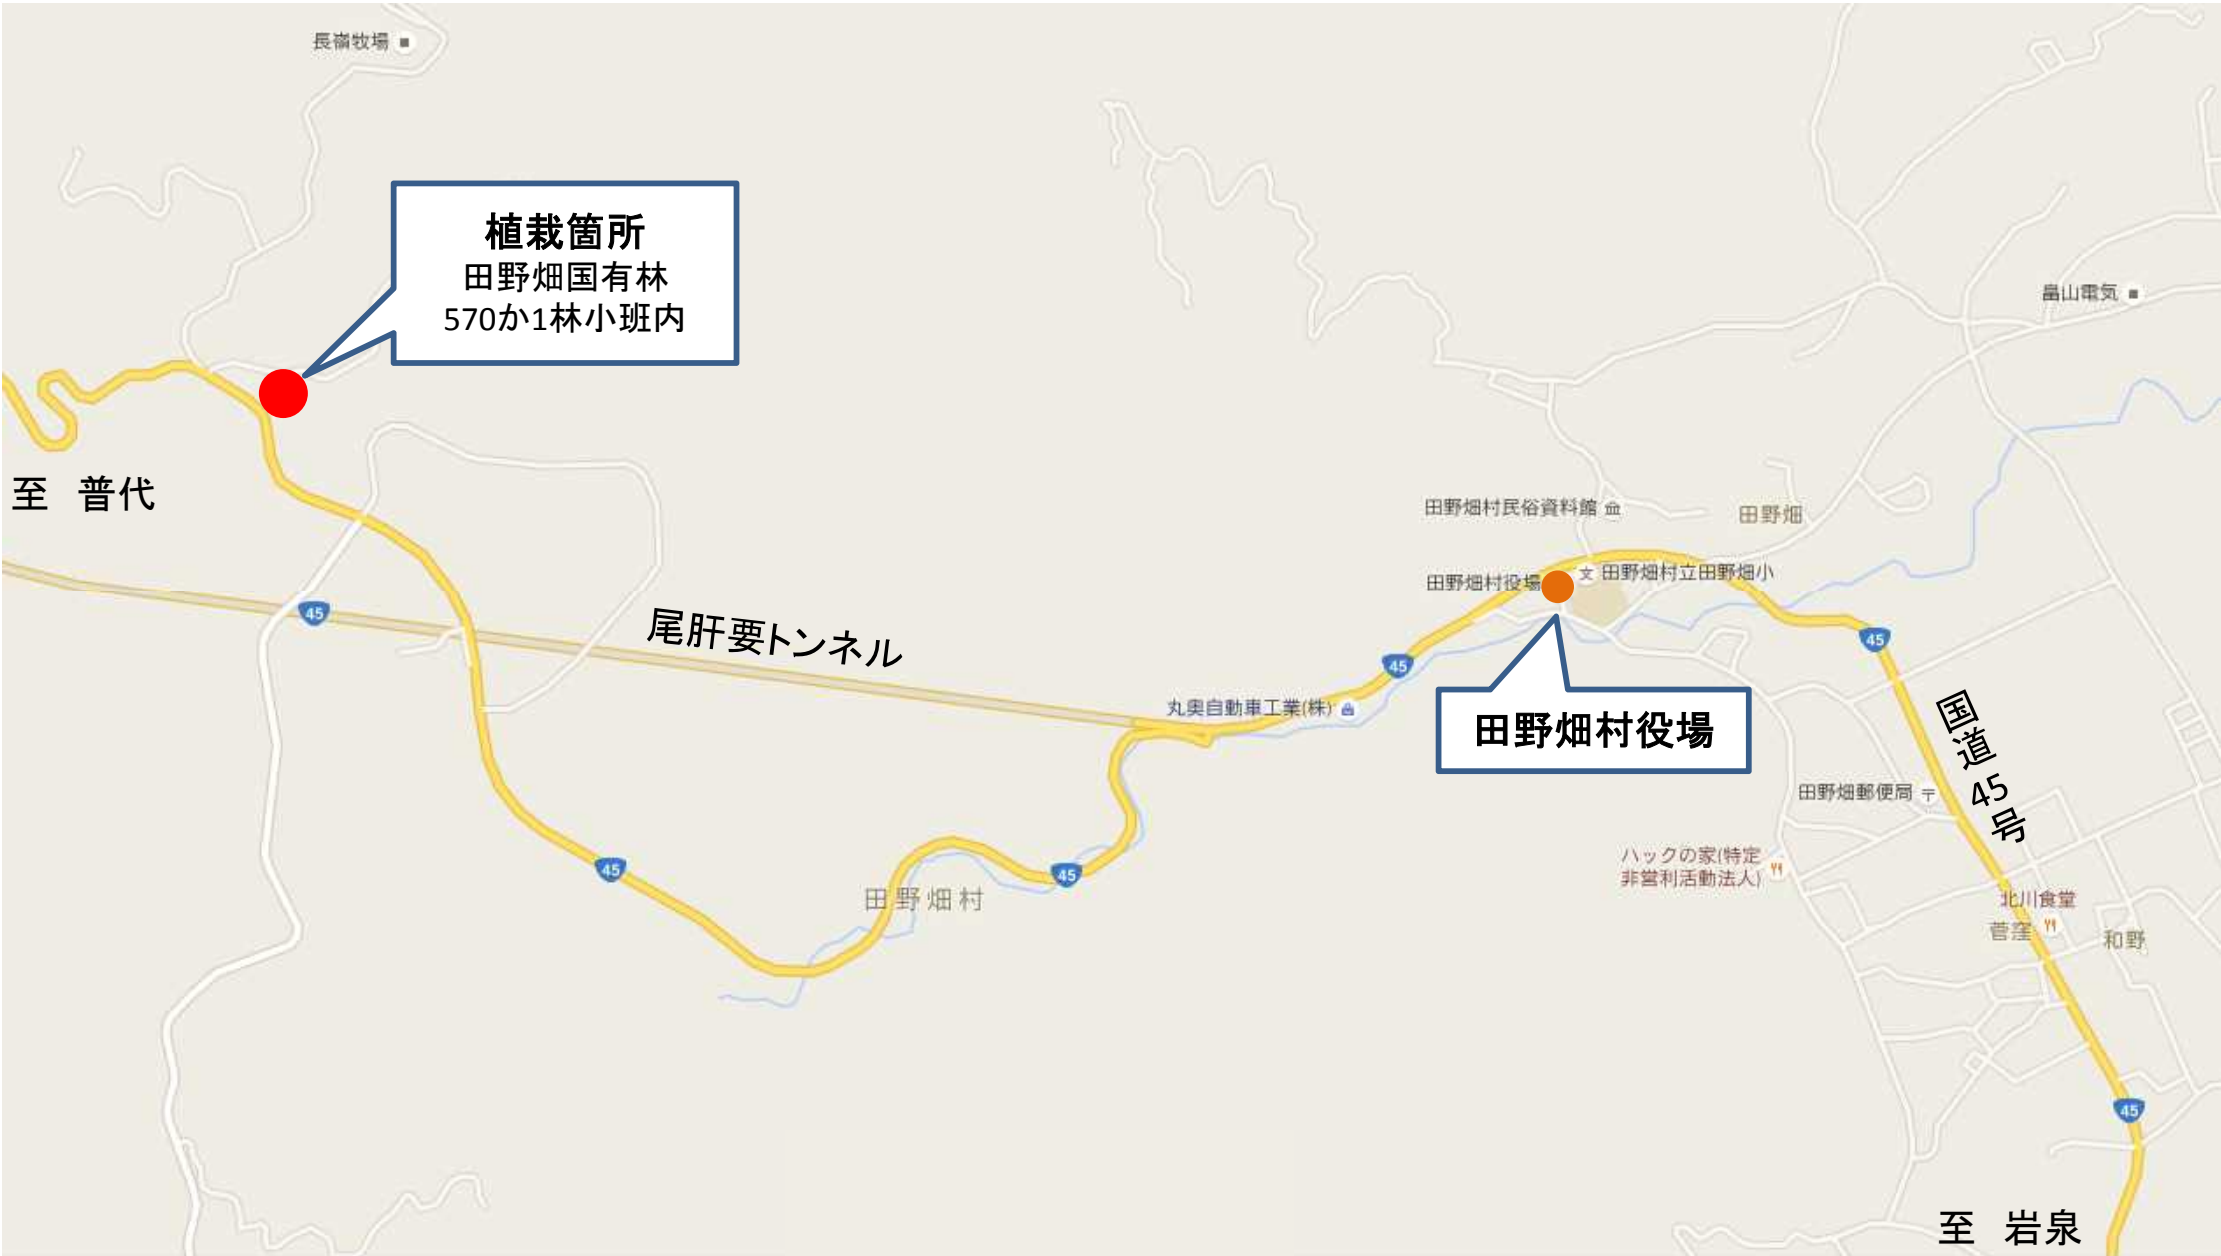 長嶺牧場
植栽箇所
田野畑国有林
570か1林小班内
畠山電気
至 普代
田野畑村民俗資料館
田野畑
文
田野畑村立田野畑小
田野畑村役場
45
尾肝要トンネル
45
45
丸奥自動車工業(株)
田野畑村役場
国道45号
田野畑郵便局 〒
ハックの家(特定
非営利活動法人)
45
45
田野畑村
北川食堂
菅窪
和野
45
至 岩泉